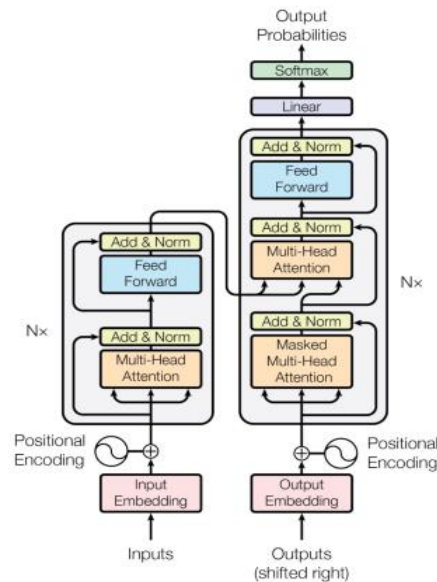 Output
Probabilities
Softmax
Linear
Add & Norm
Feed
Forward
Add & Norm
Multi-Head
Attention
Add & Norm
Masked
Multi-Head
Attention
Nx
Positional
Encoding
Output
Embedding
Outputs
(shifted right)
Add & Norm
Feed
Forward
Add & Norm
Multi-Head
Attention
Nx
Positional
Encoding
Input
Embedding
Inputs